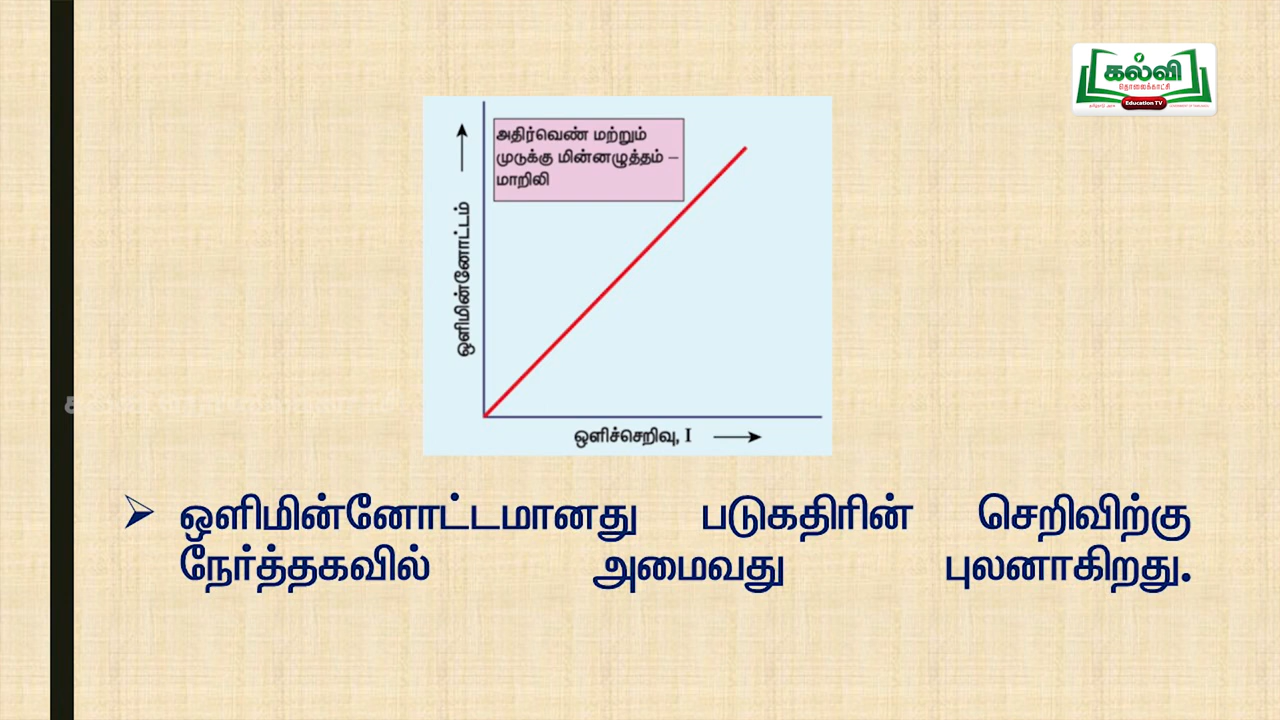 கல்வி
தொலைக்காட்சி
Education TV
அதிர்வெண் மற்றும்
முடுக்கு மின்னழுத்தம் –
மாறிலி
ஒளிமின்னோட்டம்
ஒளிச்செறிவு, I
ஒளிமின்னோட்டமானது படுகதிரின் செறிவிற்கு
நேர்த்தகவில் அமைவது புலனாகிறது.